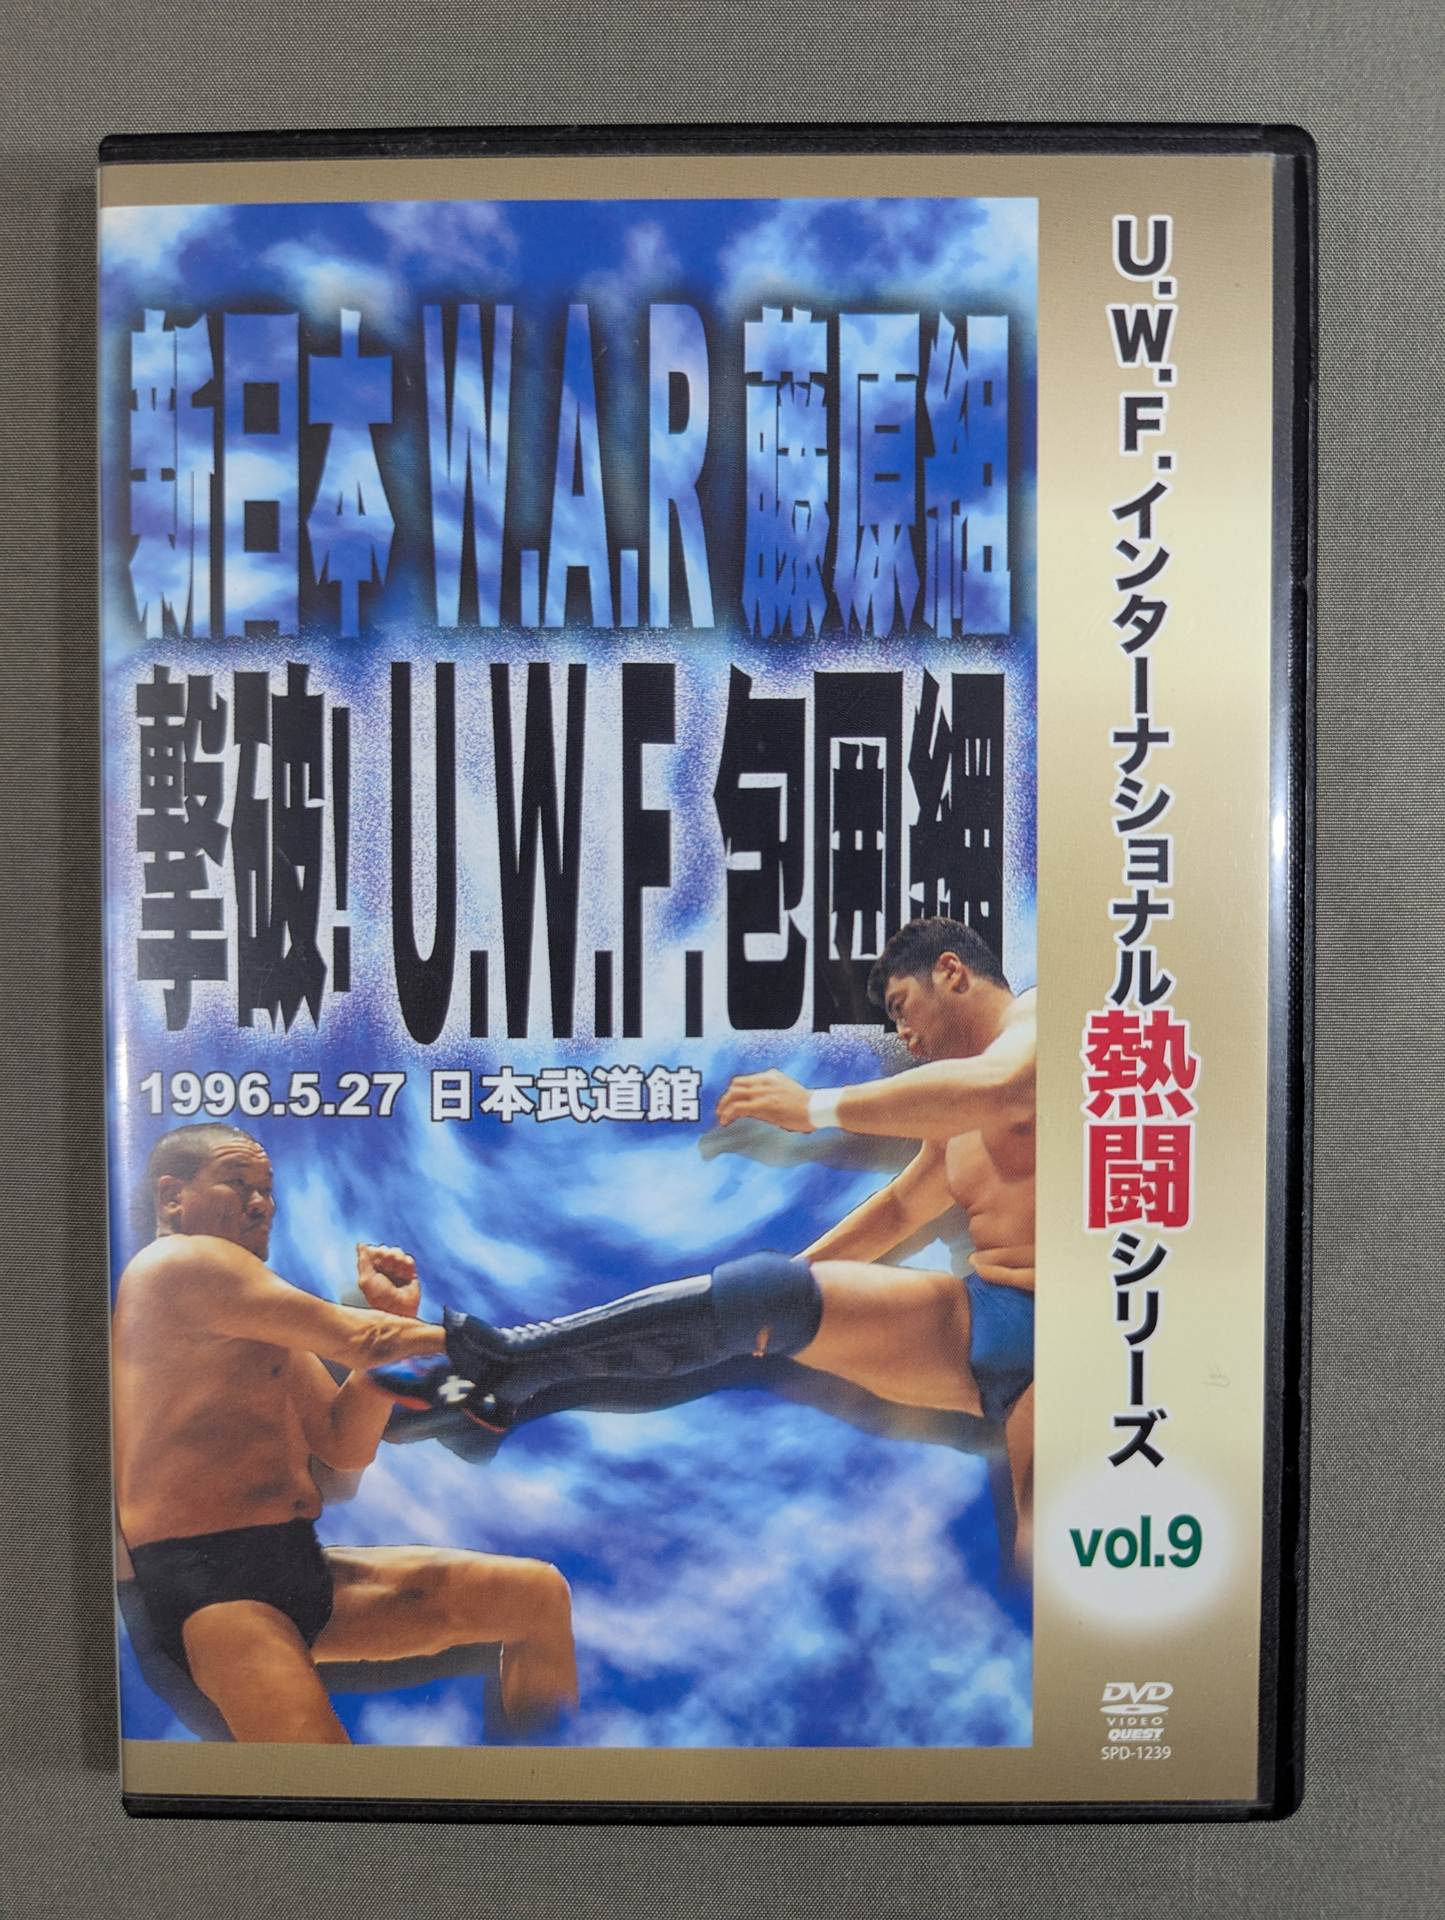 新日本 W.A.R 藤原組
撃破! U.W.F.包囲網
1996.5.27 日本武道館
U.W.F.インターナショナル熱闘シリーズ
vol.9
DVD
VIDEO
QUEST
SPD-1239